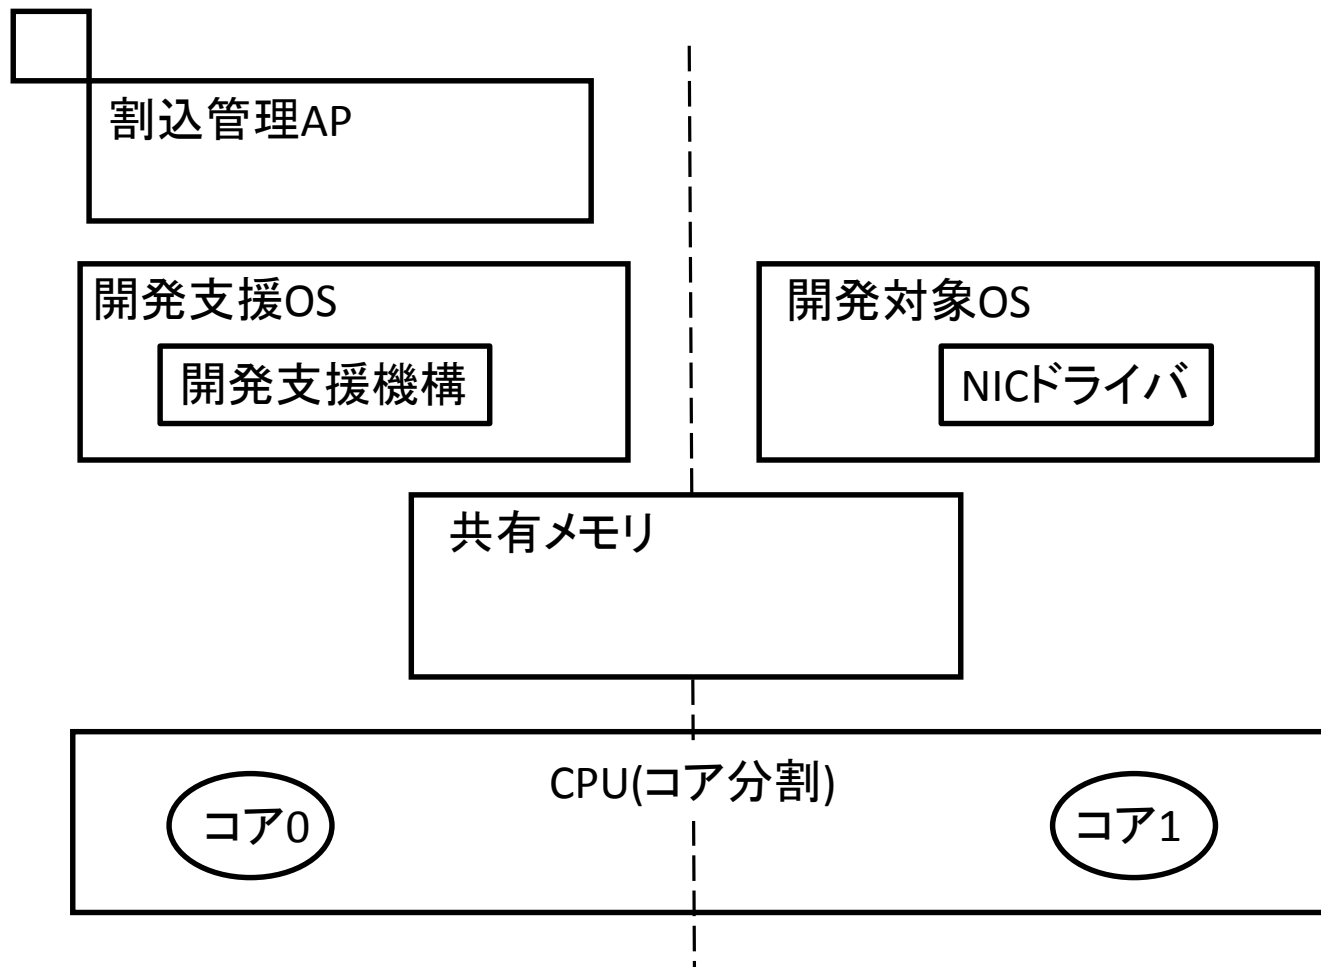 割込管理AP
開発支援OS
開発支援機構
開発対象OS
NICドライバ
共有メモリ
CPU(コア分割)
コア0
コア1